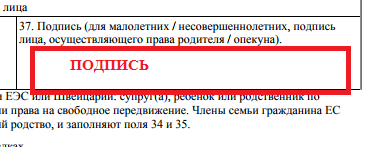 лица
37. Подпись (для малолетних / несовершеннолетних, подпись
лица, осуществляющего права родителя / опекуна).
ПОДПИСЬ
и ЕЭС или Швейцарии: супруг(а), ребенок или родственник по
ни права на свободное передвижение. Члены семьи гражданина ЕС
й родство, и заполняют поля 34 и 35.